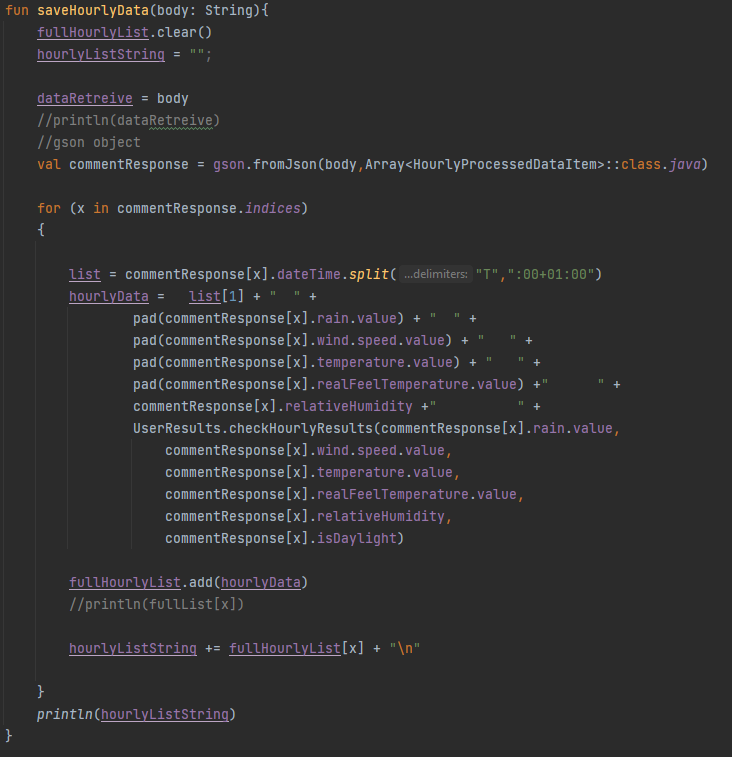 fun saveHourlyData(body: String){
    fullHourlyList.clear()
    hourlyListString = "";

    dataRetreive = body
    //println(dataRetreive)
    //gson object
    val commentResponse = gson.fromJson(body,Array<HourlyProcessedDataItem>::class.java)

    for (x in commentResponse.indices)
    {

        list = commentResponse[x].dateTime.split( ...delimiters: "T",":00+01:00")
        hourlyData =   list[1] + "  " +
                pad(commentResponse[x].rain.value) + "  " +
                pad(commentResponse[x].wind.speed.value) + "   " +
                pad(commentResponse[x].temperature.value) + "   " +
                pad(commentResponse[x].realFeelTemperature.value) +"      " +
                commentResponse[x].relativeHumidity +"          " +
                UserResults.checkHourlyResults(commentResponse[x].rain.value,
                    commentResponse[x].wind.speed.value,
                    commentResponse[x].temperature.value,
                    commentResponse[x].realFeelTemperature.value,
                    commentResponse[x].relativeHumidity,
                    commentResponse[x].isDaylight)

        fullHourlyList.add(hourlyData)
        //println(fullList[x])

        hourlyListString += fullHourlyList[x] + "\n"

    }
    println(hourlyListString)
}